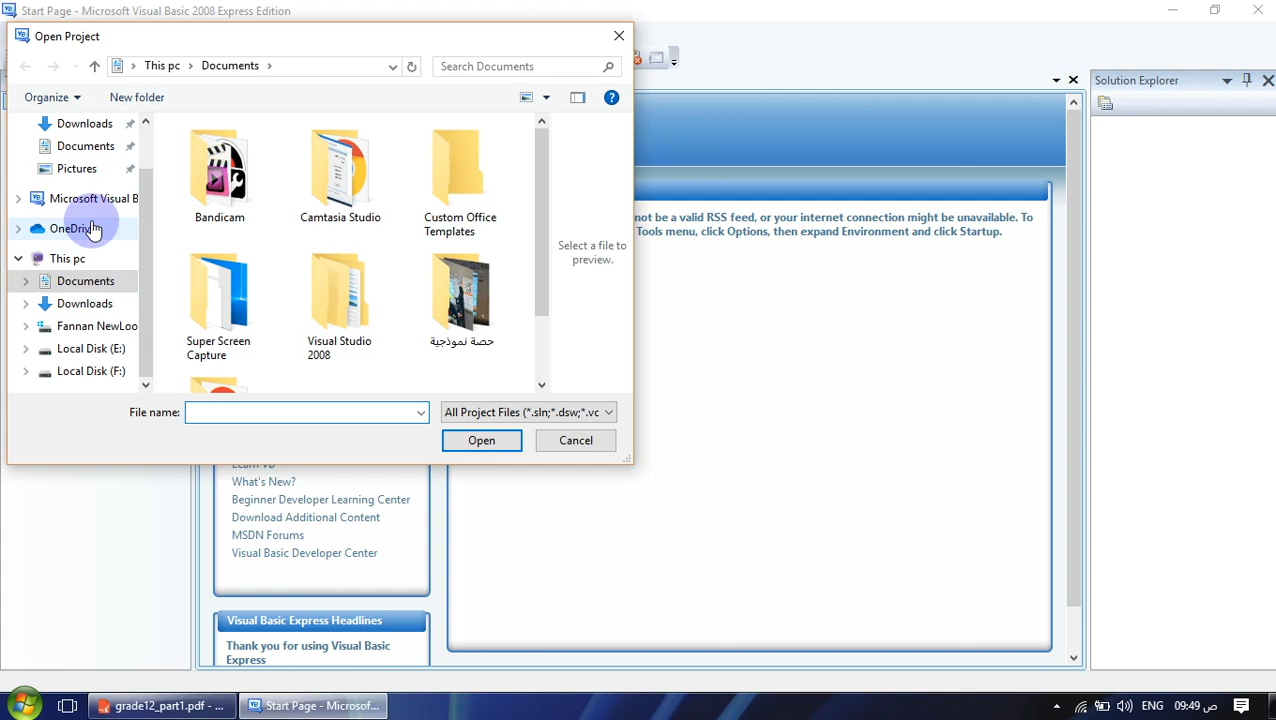 Start Page - Microsoft Visual Basic 2008 Express Edition
Open Project
This pc > Documents >
Search Documents
Organize
New folder
Downloads
Documents
Pictures
Microsoft Visual B
OneDriv
This pc
Documents
Downloads
Fannan NewLoo
Local Disk (E:)
Local Disk (F:)
Bandicam
Camtasia Studio
Custom Office
Templates
Super Screen
Capture
Visual Studio
2008
حصة نموذجية
Select a file to
preview.
File name:
All Project Files (*.sln;*.dsw;*.vc
Open
Cancel
Solution Explorer
not be a valid RSS feed, or your internet connection might be unavailable. To
Tools menu, click Options, then expand Environment and click Startup.
What's New?
Beginner Developer Learning Center
Download Additional Content
MSDN Forums
Visual Basic Developer Center
Visual Basic Express Headlines
Thank you for using Visual Basic
Express
grade12_part1.pdf - ...
Start Page - Microsof...
ENG
09:49 ص